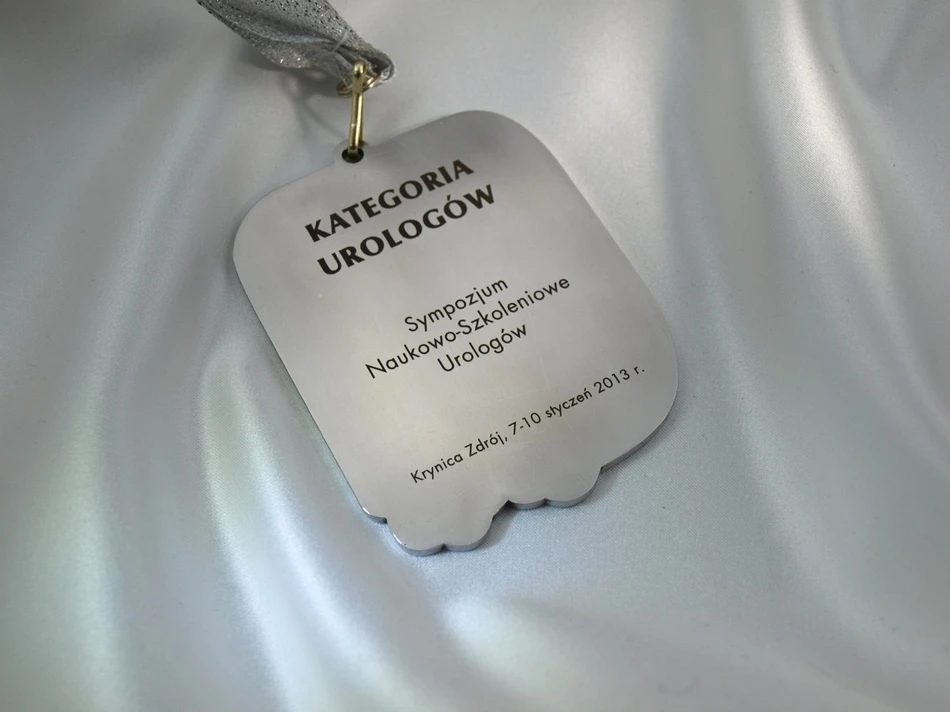 KATEGORIA
UROLOGÓW
Sympozjum
Naukowo-Szkoleniowe
Urologów
Krynica Zdrój, 7-10 styczeń 2013 r.